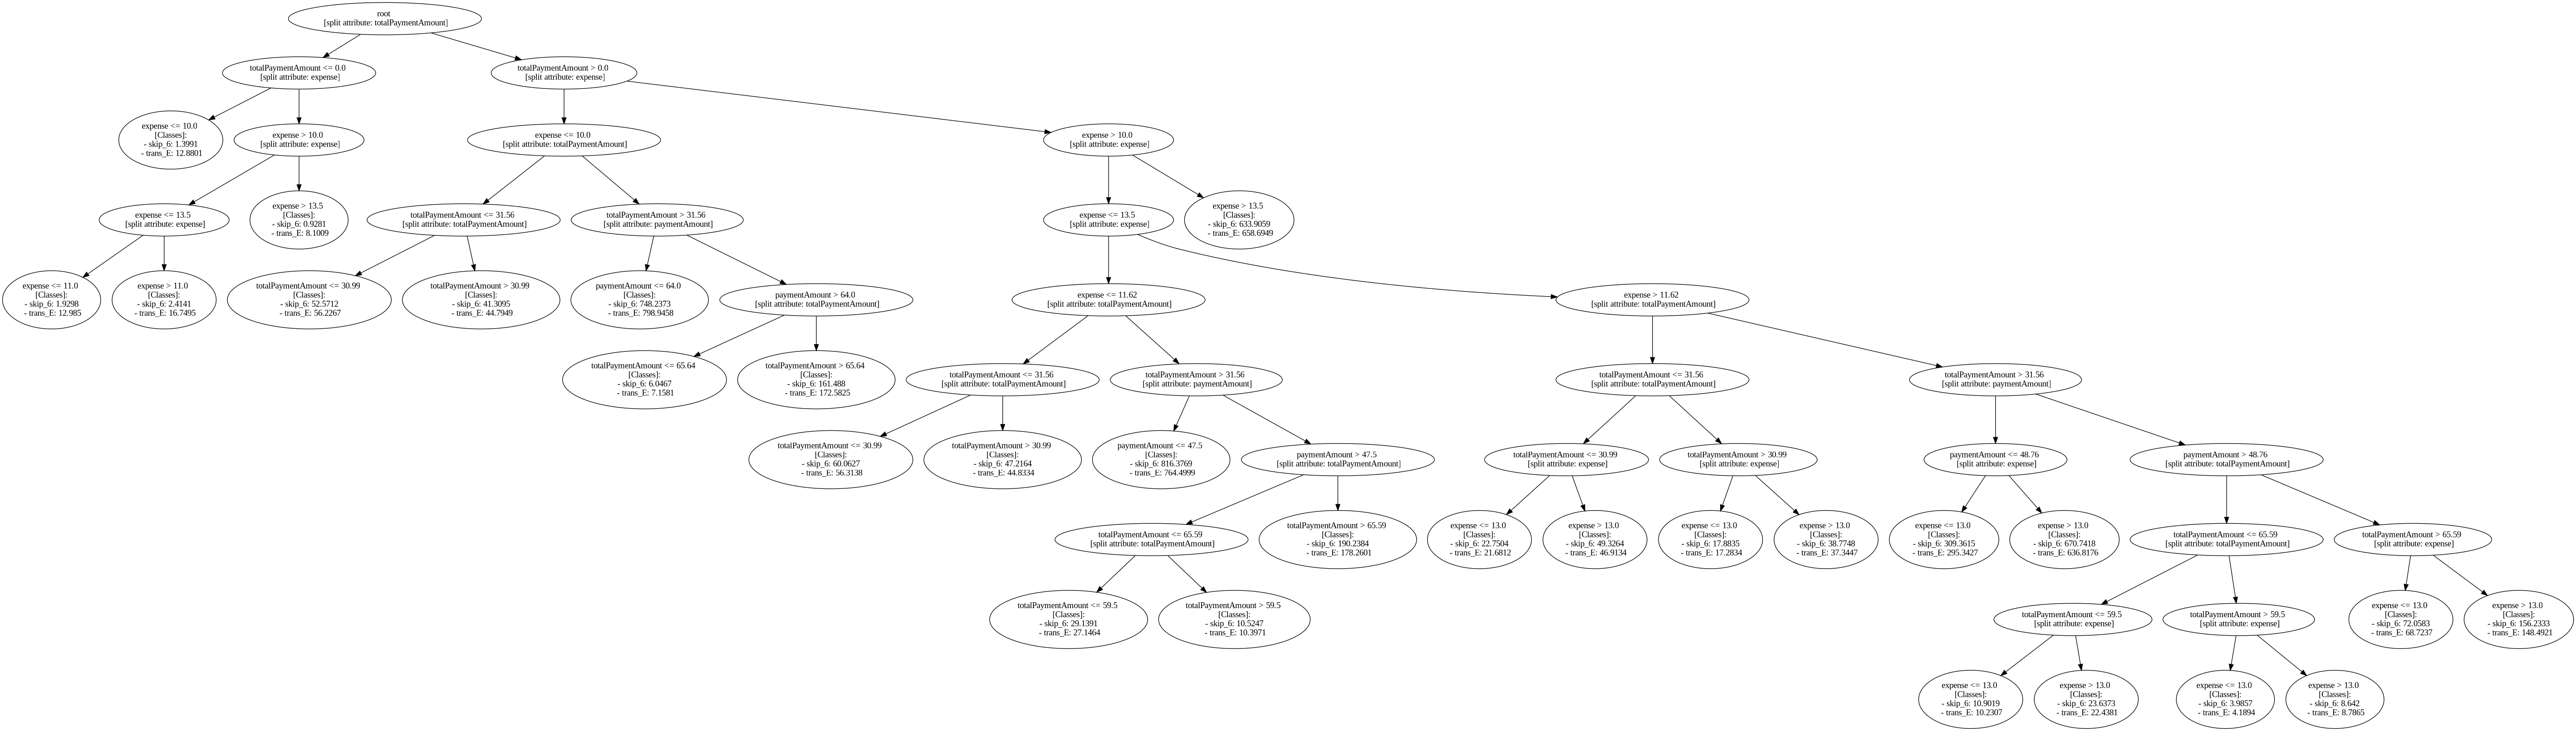 root
[split attribute: totalPaymentAmount]
totalPaymentAmount <= 0.0
[split attribute: expense]
totalPaymentAmount > 0.0
[split attribute: expense]
expense <= 10.0
[Classes]:
- skip_6: 1.3991
- trans_E: 12.8801
expense > 10.0
[split attribute: expense]
expense <= 10.0
[split attribute: totalPaymentAmount]
expense > 10.0
[split attribute: expense]
expense <= 13.5
[split attribute: expense]
expense > 13.5
[Classes]:
- skip_6: 0.9281
- trans_E: 8.1009
totalPaymentAmount <= 31.56
[split attribute: totalPaymentAmount]
totalPaymentAmount > 31.56
[split attribute: paymentAmount]
expense <= 13.5
[split attribute: expense]
expense > 13.5
[Classes]:
- skip_6: 633.9059
- trans_E: 658.6949
expense <= 11.0
[Classes]:
- skip_6: 1.9298
- trans_E: 12.985
expense > 11.0
[Classes]:
- skip_6: 2.4141
- trans_E: 16.7495
totalPaymentAmount <= 30.99
[Classes]:
- skip_6: 52.5712
- trans_E: 56.2267
totalPaymentAmount > 30.99
[Classes]:
- skip_6: 41.3095
- trans_E: 44.7949
paymentAmount <= 64.0
[Classes]:
- skip_6: 748.2373
- trans_E: 798.9458
paymentAmount > 64.0
[split attribute: totalPaymentAmount]
expense <= 11.62
[split attribute: totalPaymentAmount]
expense > 11.62
[split attribute: totalPaymentAmount]
totalPaymentAmount <= 65.64
[Classes]:
- skip_6: 6.0467
- trans_E: 7.1581
totalPaymentAmount > 65.64
[Classes]:
- skip_6: 161.488
- trans_E: 172.5825
totalPaymentAmount <= 31.56
[split attribute: totalPaymentAmount]
totalPaymentAmount > 31.56
[split attribute: paymentAmount]
totalPaymentAmount <= 31.56
[split attribute: totalPaymentAmount]
totalPaymentAmount > 31.56
[split attribute: paymentAmount]
totalPaymentAmount <= 30.99
[Classes]:
- skip_6: 60.0627
- trans_E: 56.3138
totalPaymentAmount > 30.99
[Classes]:
- skip_6: 47.2164
- trans_E: 44.8334
paymentAmount <= 47.5
[Classes]:
- skip_6: 816.3769
- trans_E: 764.4999
paymentAmount > 47.5
[split attribute: totalPaymentAmount]
totalPaymentAmount <= 30.99
[split attribute: expense]
totalPaymentAmount > 30.99
[split attribute: expense]
paymentAmount <= 48.76
[split attribute: expense]
paymentAmount > 48.76
[split attribute: totalPaymentAmount]
totalPaymentAmount <= 65.59
[split attribute: totalPaymentAmount]
totalPaymentAmount > 65.59
[Classes]:
- skip_6: 190.2384
- trans_E: 178.2601
expense <= 13.0
[Classes]:
- skip_6: 22.7504
- trans_E: 21.6812
expense > 13.0
[Classes]:
- skip_6: 49.3264
- trans_E: 46.9134
expense <= 13.0
[Classes]:
- skip_6: 17.8835
- trans_E: 17.2834
expense > 13.0
[Classes]:
- skip_6: 38.7748
- trans_E: 37.3447
expense <= 13.0
[Classes]:
- skip_6: 309.3615
- trans_E: 295.3427
expense > 13.0
[Classes]:
- skip_6: 670.7418
- trans_E: 636.8176
totalPaymentAmount <= 65.59
[split attribute: totalPaymentAmount]
totalPaymentAmount > 65.59
[split attribute: expense]
totalPaymentAmount <= 59.5
[Classes]:
- skip_6: 29.1391
- trans_E: 27.1464
totalPaymentAmount > 59.5
[Classes]:
- skip_6: 10.5247
- trans_E: 10.3971
totalPaymentAmount <= 59.5
[split attribute: expense]
totalPaymentAmount > 59.5
[split attribute: expense]
expense <= 13.0
[Classes]:
- skip_6: 72.0583
- trans_E: 68.7237
expense > 13.0
[Classes]:
- skip_6: 156.2333
- trans_E: 148.4921
expense <= 13.0
[Classes]:
- skip_6: 10.9019
- trans_E: 10.2307
expense > 13.0
[Classes]:
- skip_6: 23.6373
- trans_E: 22.4381
expense <= 13.0
[Classes]:
- skip_6: 3.9857
- trans_E: 4.1894
expense > 13.0
[Classes]:
- skip_6: 8.642
- trans_E: 8.7865